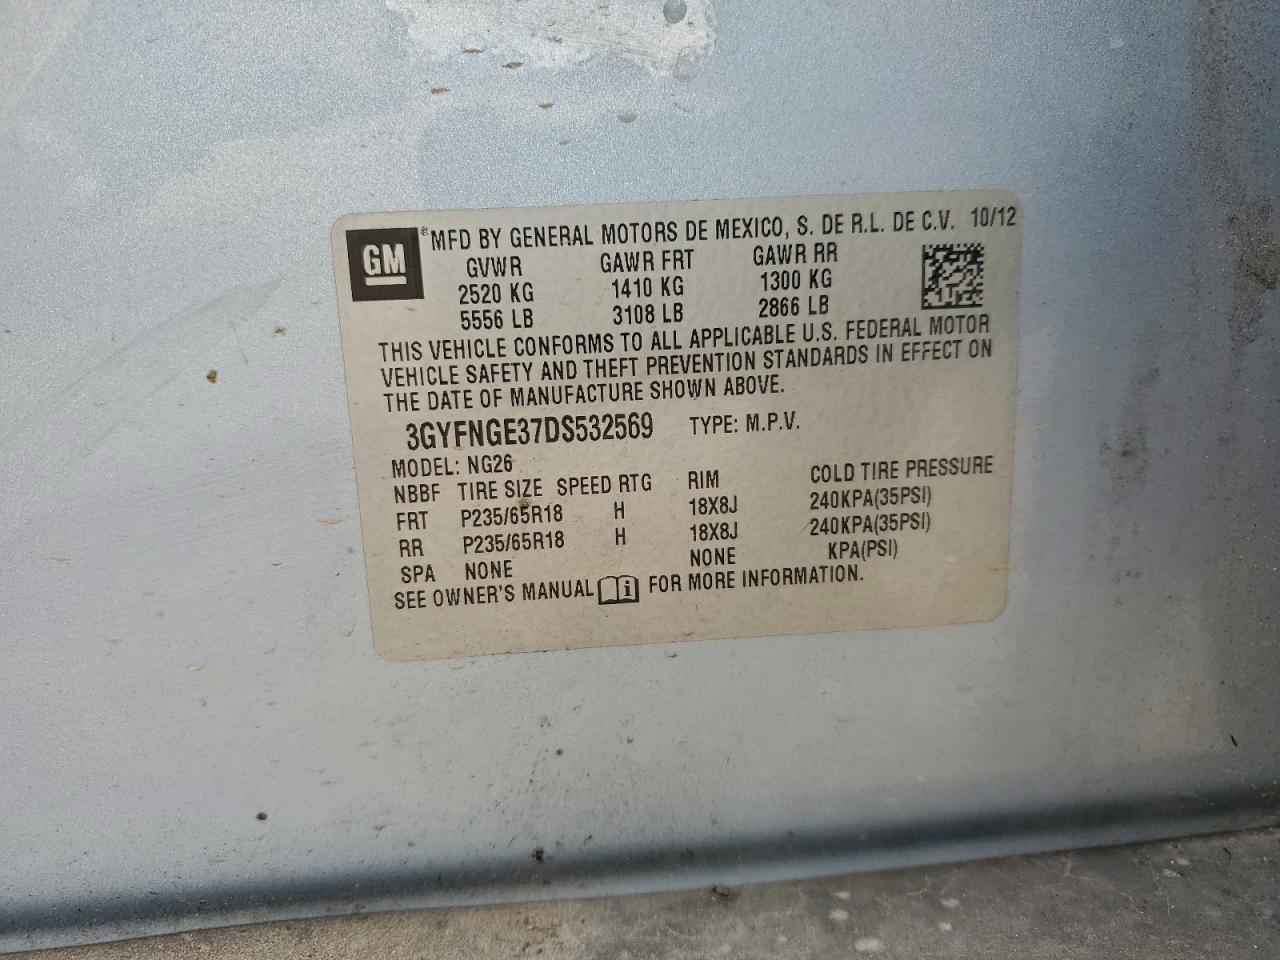 GM ® MFD BY GENERAL MOTORS DE MEXICO, S. DE R.L. DE C.V. 10/12
GVWR GAWR FRT GAWR RR
2520 KG 1410 KG 1300 KG
5556 LB 3108 LB 2866 LB
THIS VEHICLE CONFORMS TO ALL APPLICABLE U.S. FEDERAL MOTOR
VEHICLE SAFETY AND THEFT PREVENTION STANDARDS IN EFFECT ON
THE DATE OF MANUFACTURE SHOWN ABOVE.
3GYFNGE37DS532569 TYPE: M.P.V.
MODEL: NG26
NBBF TIRE SIZE SPEED RTG RIM COLD TIRE PRESSURE
FRT P235/65R18 H 18X8J 240KPA(35PSI)
RR P235/65R18 H 18X8J 240KPA(35PSI)
SPA NONE NONE KPA(PSI)
SEE OWNER'S MANUAL i FOR MORE INFORMATION.